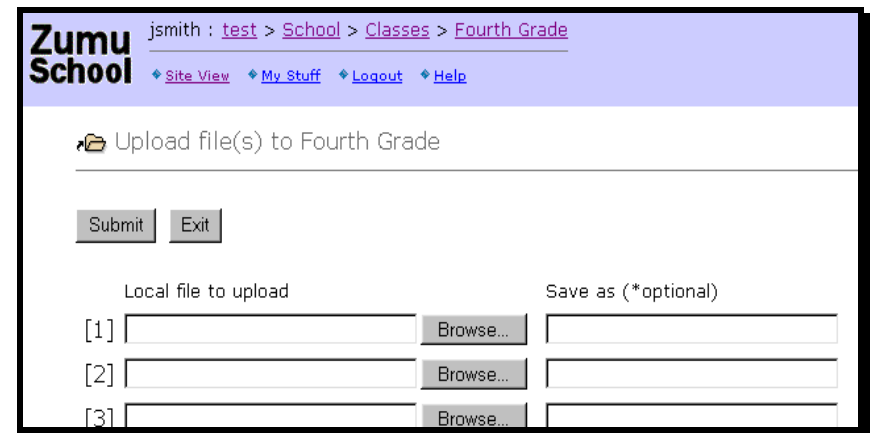 Zumu School
jsmith : test > School > Classes > Fourth Grade
Site View My Stuff Logout Help
Upload file(s) to Fourth Grade
Submit Exit
Local file to upload Save as (*optional)
[1] Browse...
[2] Browse...
[3] Browse...